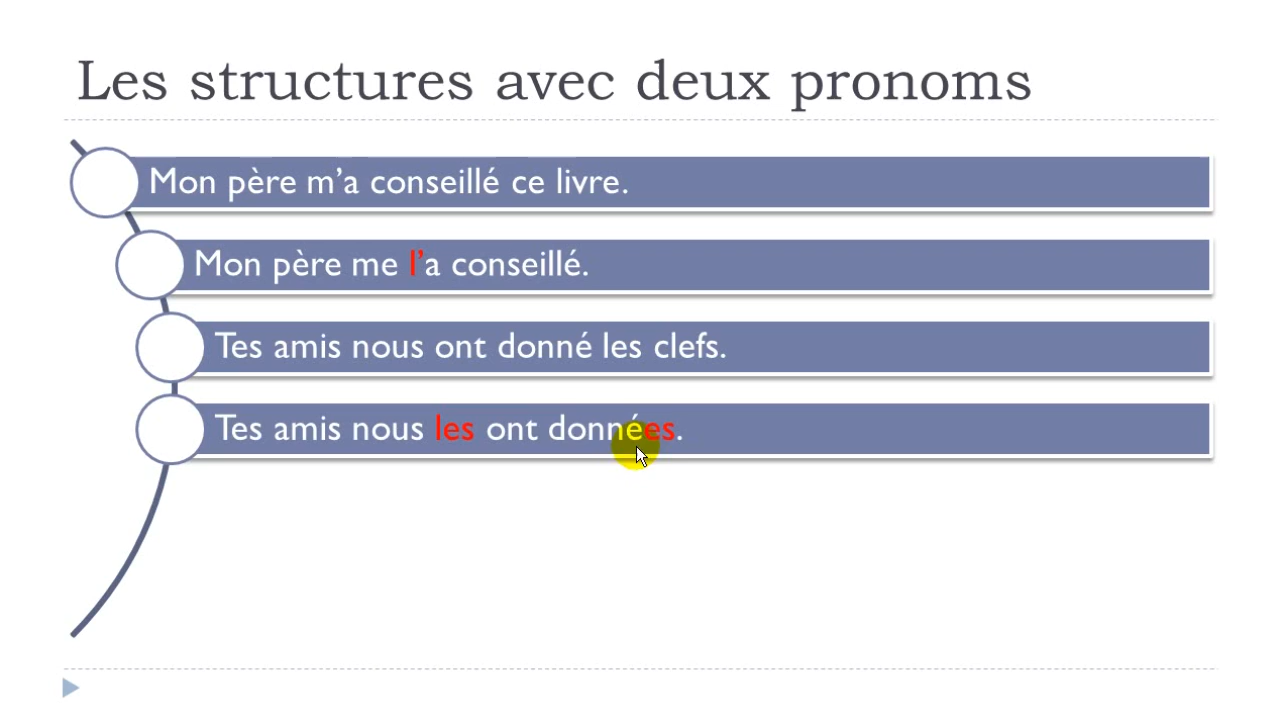 Les structures avec deux pronoms
Mon père m’a conseillé ce livre.
Mon père me l’a conseillé.
Tes amis nous ont donné les clefs.
Tes amis nous les ont données.